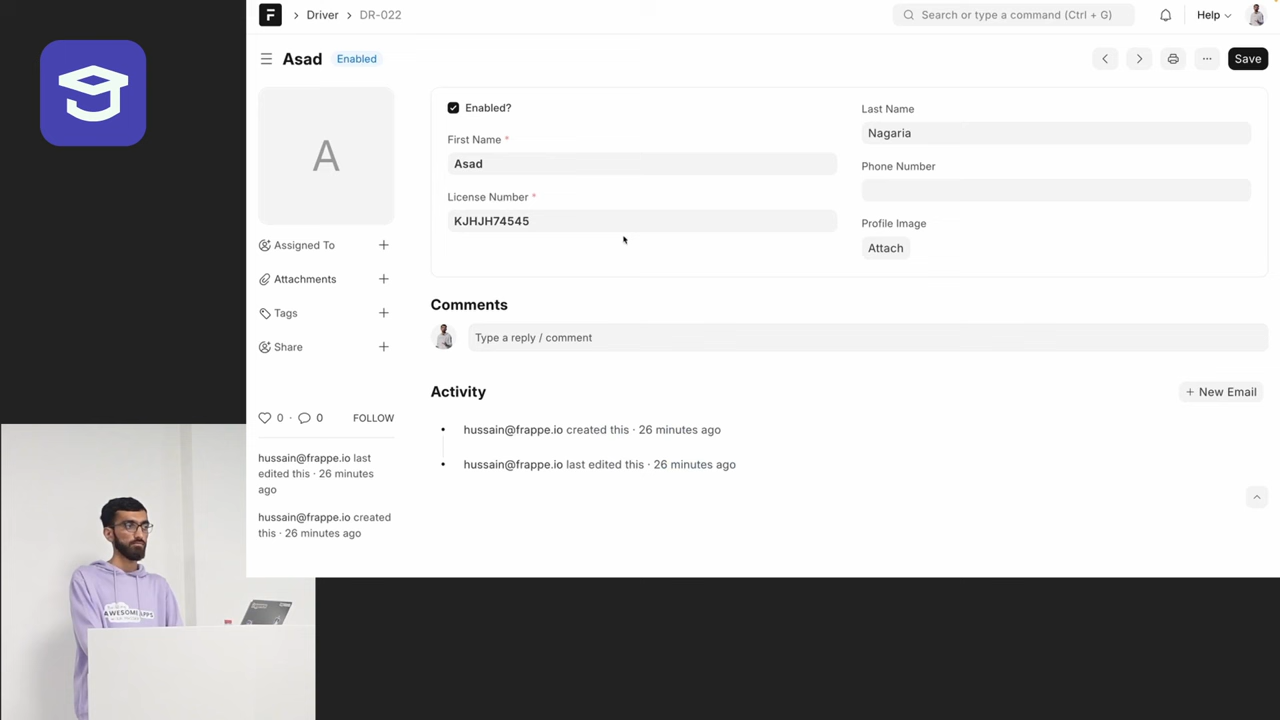 Driver
DR-022
Search or type a command (Ctrl + G)
Help
Asad
Enabled
Save
A
Enabled?
First Name *
Asad
License Number *
KJHJH74545
Last Name
Nagaria
Phone Number
Profile Image
Attach
Assigned To
Attachments
Tags
Share
0 · 0
FOLLOW
hussain@frappe.io last
edited this · 26 minutes
ago
hussain@frappe.io created
this · 26 minutes ago
Comments
Type a reply / comment
Activity
New Email
hussain@frappe.io created this · 26 minutes ago
hussain@frappe.io last edited this · 26 minutes ago
AWESOME APPS